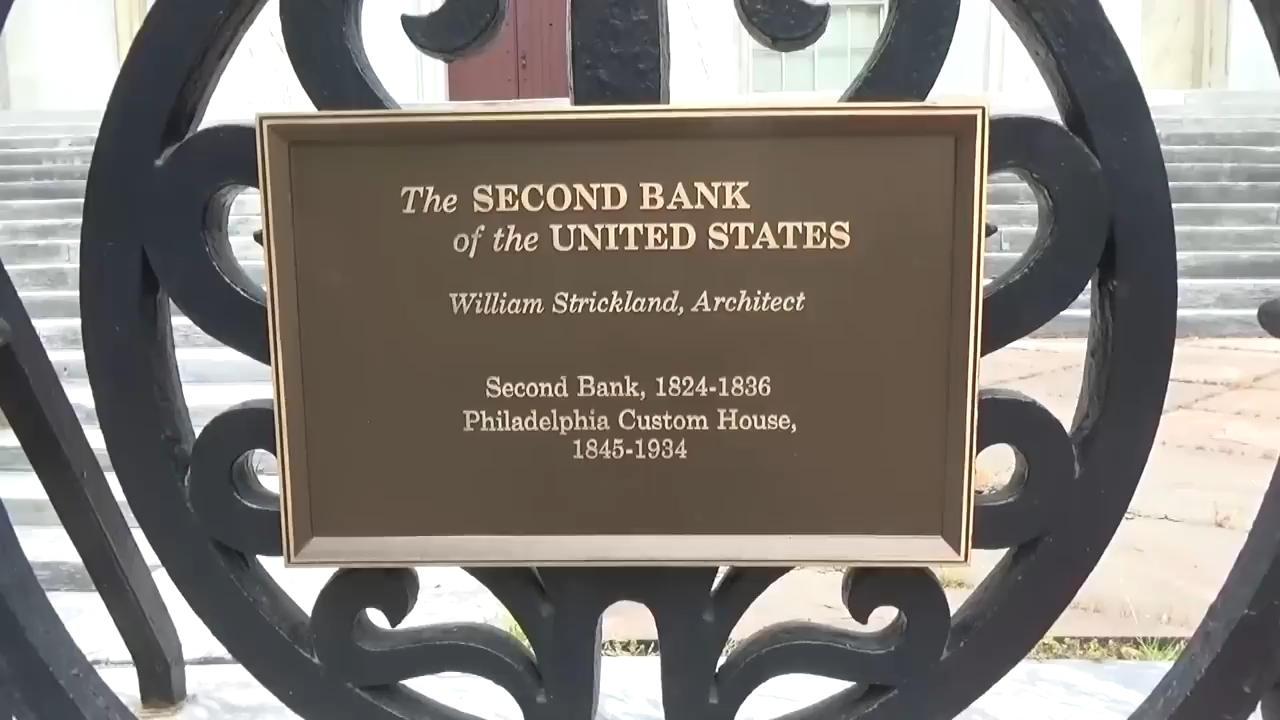 The SECOND BANK
of the UNITED STATES
William Strickland, Architect
Second Bank, 1824-1836
Philadelphia Custom House,
1845-1934